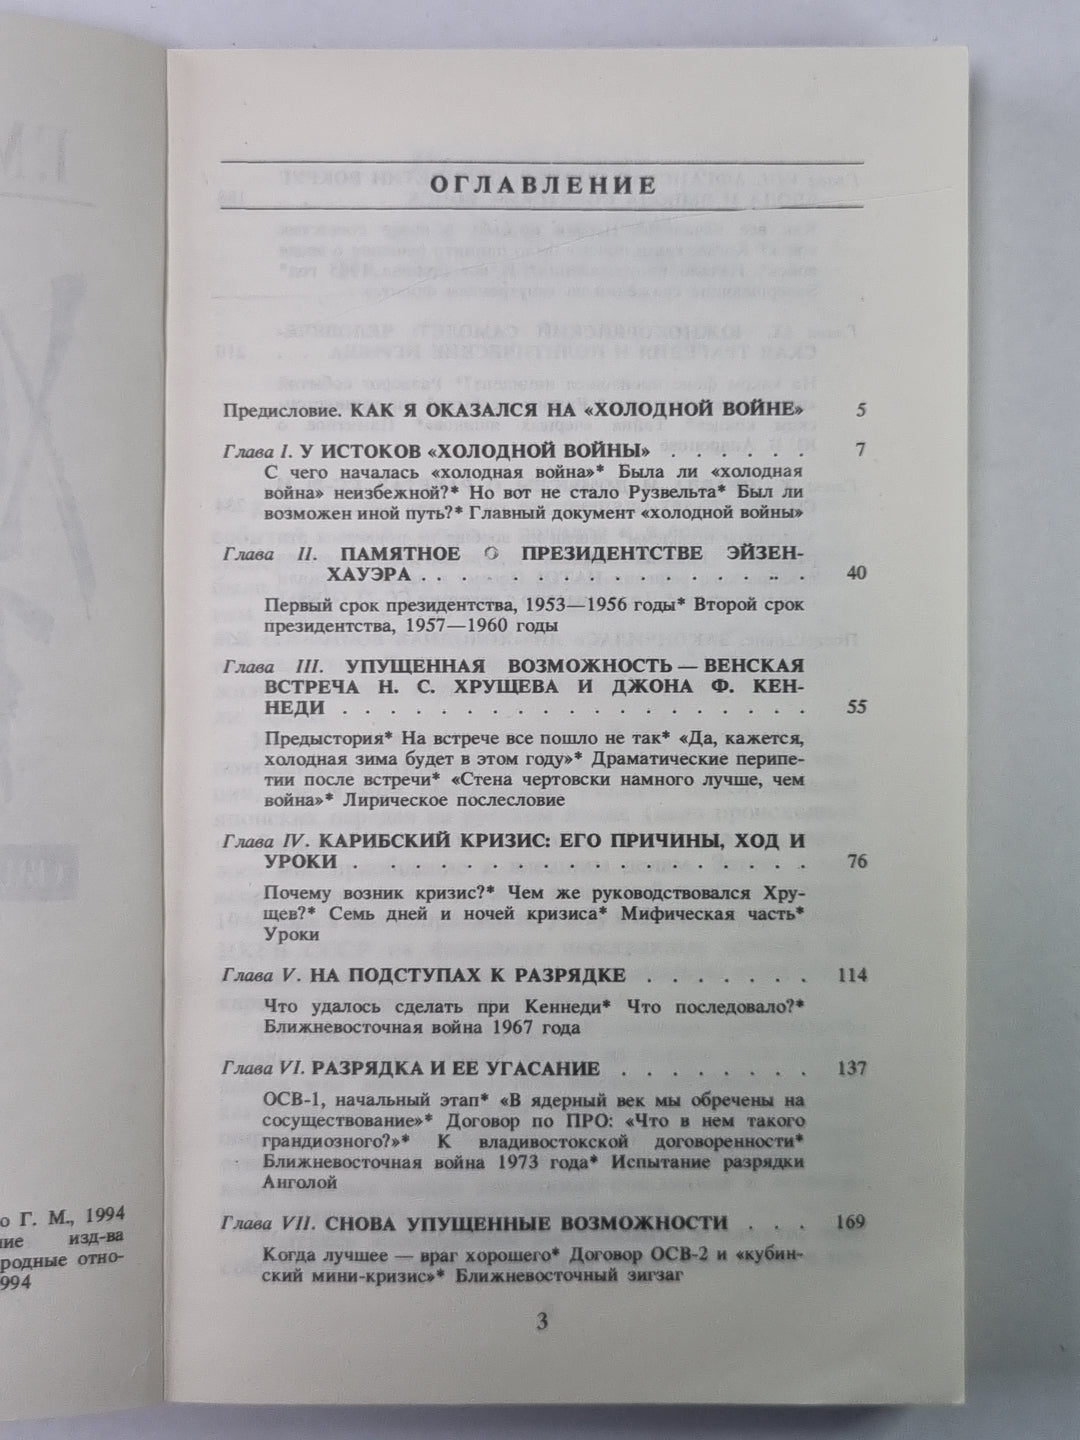 ОГЛАВЛЕНИЕ
Предисловие. КАК Я ОКАЗАЛСЯ НА «ХОЛОДНОЙ ВОЙНЕ» 5
Глава I. У ИСТОКОВ «ХОЛОДНОЙ ВОЙНЫ» . . . . . . 7
С чего началась «холодная война»* Была ли «холодная
война» неизбежной?* Но вот не стало Рузвельта* Был ли
возможен иной путь?* Главный документ «холодной войны»
Глава II. ПАМЯТНОЕ О ПРЕЗИДЕНТСТВЕ ЭЙЗЕН-
ХАУЭРА . . . . . . . . . . . . . . . . . 40
Первый срок президентства, 1953—1956 годы* Второй срок
президентства, 1957—1960 годы
Глава III. УПУЩЕННАЯ ВОЗМОЖНОСТЬ — ВЕНСКАЯ
ВСТРЕЧА Н. С. ХРУЩЕВА И ДЖОНА Ф. КЕН-
НЕДИ . . . . . . . . . . . . . . . . . . . . 55
Предыстория* На встрече все пошло не так* «Да, кажется,
холодная зима будет в этом году»* Драматические перипе-
тии после встречи* «Стена чертовски намного лучше, чем
война»* Лирическое послесловие
Глава IV. КАРИБСКИЙ КРИЗИС: ЕГО ПРИЧИНЫ, ХОД И
УРОКИ . . . . . . . . . . . . . . . . . . . . 76
Почему возник кризис?* Чем же руководствовался Хру-
щев?* Семь дней и ночей кризиса* Мифическая часть*
Уроки
Глава V. НА ПОДСТУПАХ К РАЗРЯДКЕ . . . . . . . 114
Что удалось сделать при Кеннеди* Что последовало?*
Ближневосточная война 1967 года
Глава VI. РАЗРЯДКА И ЕЕ УГАСАНИЕ . . . . . . . . 137
ОСВ-1, начальный этап* «В ядерный век мы обречены на
сосуществование»* Договор по ПРО: «Что в нем такого
грандиозного?»* К владивостокской договоренности*
Ближневосточная война 1973 года* Испытание разрядки
Анголой
Глава VII. СНОВА УПУЩЕННЫЕ ВОЗМОЖНОСТИ . . . 169
Когда лучшее — враг хорошего* Договор ОСВ-2 и «кубин-
ский мини-кризис»* Ближневосточный зигзаг
3
о Г. М., 1994
ние изд-ва
родные отно-
994